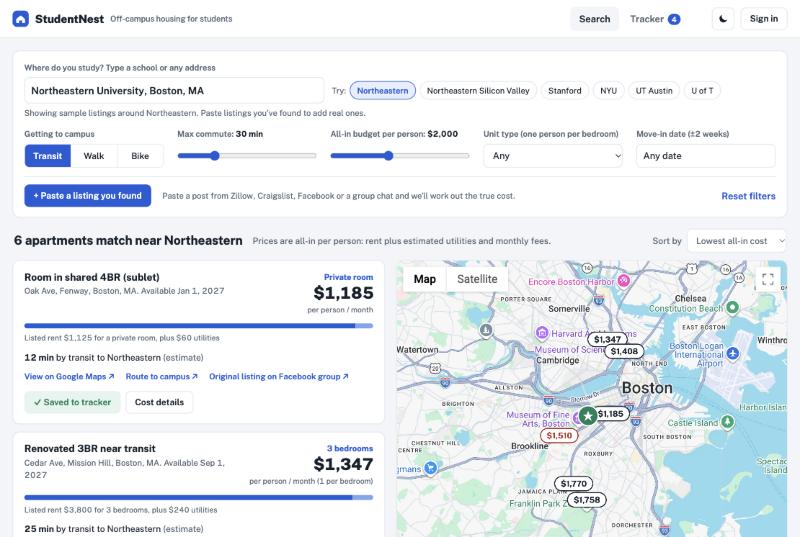 StudentNest
Off-campus housing for students
Search
Tracker 4
Sign in
Where do you study? Type a school or any address
Northeastern University, Boston, MA
Try: Northeastern Northeastern Silicon Valley Stanford NYU UT Austin U of T
Showing sample listings around Northeastern. Paste listings you've found to add real ones.
Getting to campus
Transit Walk Bike
Max commute: 30 min
All-in budget per person: $2,000
Unit type (one person per bedroom)
Any
Move-in date (±2 weeks)
Any date
+ Paste a listing you found
Paste a post from Zillow, Craigslist, Facebook or a group chat and we'll work out the true cost.
Reset filters
6 apartments match near Northeastern
Prices are all-in per person: rent plus estimated utilities and monthly fees.
Sort by Lowest all-in cost
Room in shared 4BR (sublet)
Private room
Oak Ave, Fenway, Boston, MA. Available Jan 1, 2027
$1,185
per person / month
Listed rent $1,125 for a private room, plus $60 utilities
12 min by transit to Northeastern (estimate)
View on Google Maps ↗ Route to campus ↗ Original listing on Facebook group ↗
✓ Saved to tracker
Cost details
Renovated 3BR near transit
3 bedrooms
Cedar Ave, Mission Hill, Boston, MA. Available Sep 1,
2027
$1,347
per person / month (1 per bedroom)
Listed rent $3,800 for 3 bedrooms, plus $240 utilities
25 min by transit to Northeastern (estimate)
Map Satellite
Encore Boston Harbor
Chelsea
PORTER SQUARE
Somerville
Constitution Beach
EAST BOSTON
Harvard
$1,347
Museum of Scien
$1,408
Watertown
Cambridge
Boston Logan
International
Airport
Winthro
NORTH END
ALLSTON
Boston
Storrow Dr
BRIGHTON
Museum of Fine
Arts, Boston
$1,185
Harbor Islan
Castle Island
$1,510
SOUTH BOSTON
CHESTNUT HILL
Brookline
ROXBURY
gmans
Spectac
Island
$1,770
JAMAICA PLAIN
$1,758
Franklin Park Z
DORCHESTER